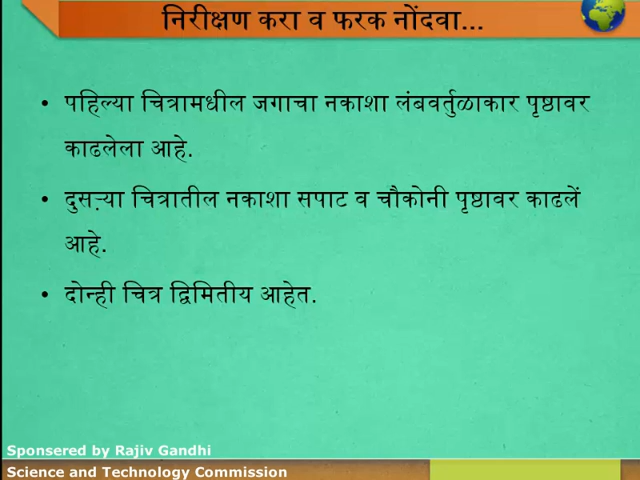 निरीक्षण करा व फरक नोंदवा...
• पहिल्या चित्रामधील जगाचा नकाशा लंबवर्तुळाकार पृष्ठावर
काढलेला आहे.
• दुसऱ्या चित्रातील नकाशा सपाट व चौकोनी पृष्ठावर काढलें
आहे.
• दोन्ही चित्र द्विमितीय आहेत.
Sponsered by Rajiv Gandhi
Science and Technology Commission